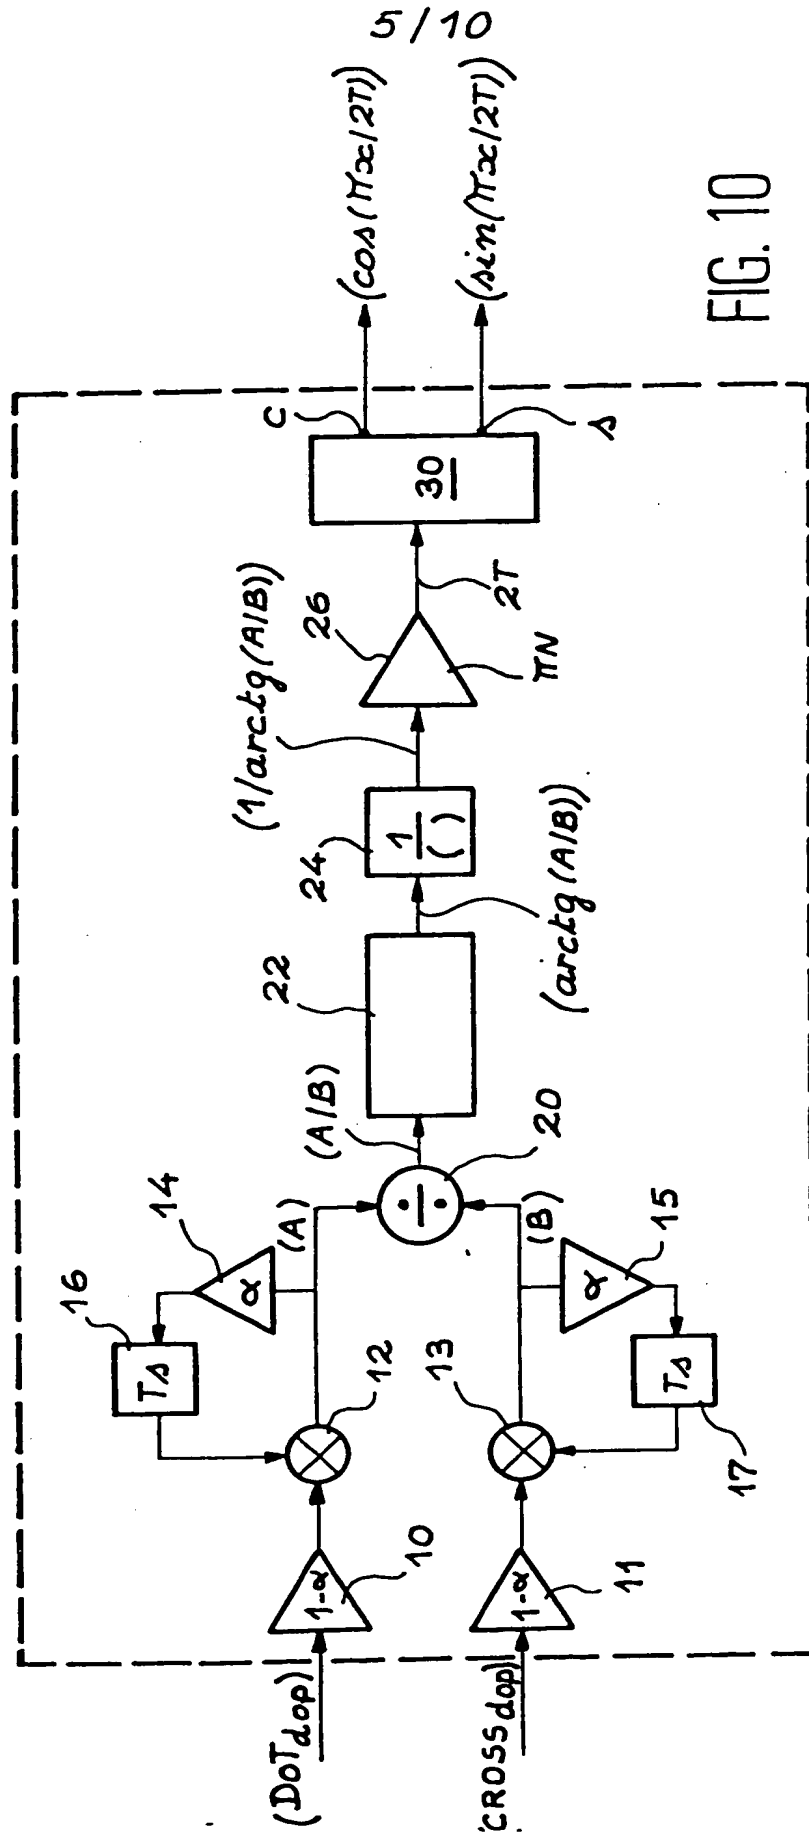 5/10
(DOTdop)
1-α
10
12
16
Ts
14
α
(A)
(CROSSdop)
1-α
11
13
17
Ts
15
α
(B)
÷
20
(A/B)
22
(arctg(A/B))
24
1
( )
(1/arctg(A/B))
26
πN
2T
30
c
s
(cos(πx/2T))
(sin(πx/2T))
FIG. 10